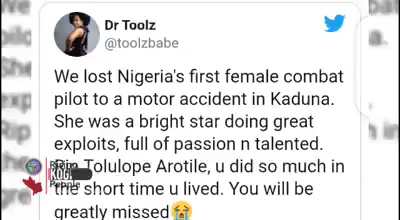 Dr Toolz
@toolzbabe
We lost Nigeria's first female combat
pilot to a motor accident in Kaduna.
She was a bright star doing great
exploits, full of passion n talented.
Rip Tolulope Arotile, u did so much in
the short time u lived. You will be
greatly missed😭
KOGI
People